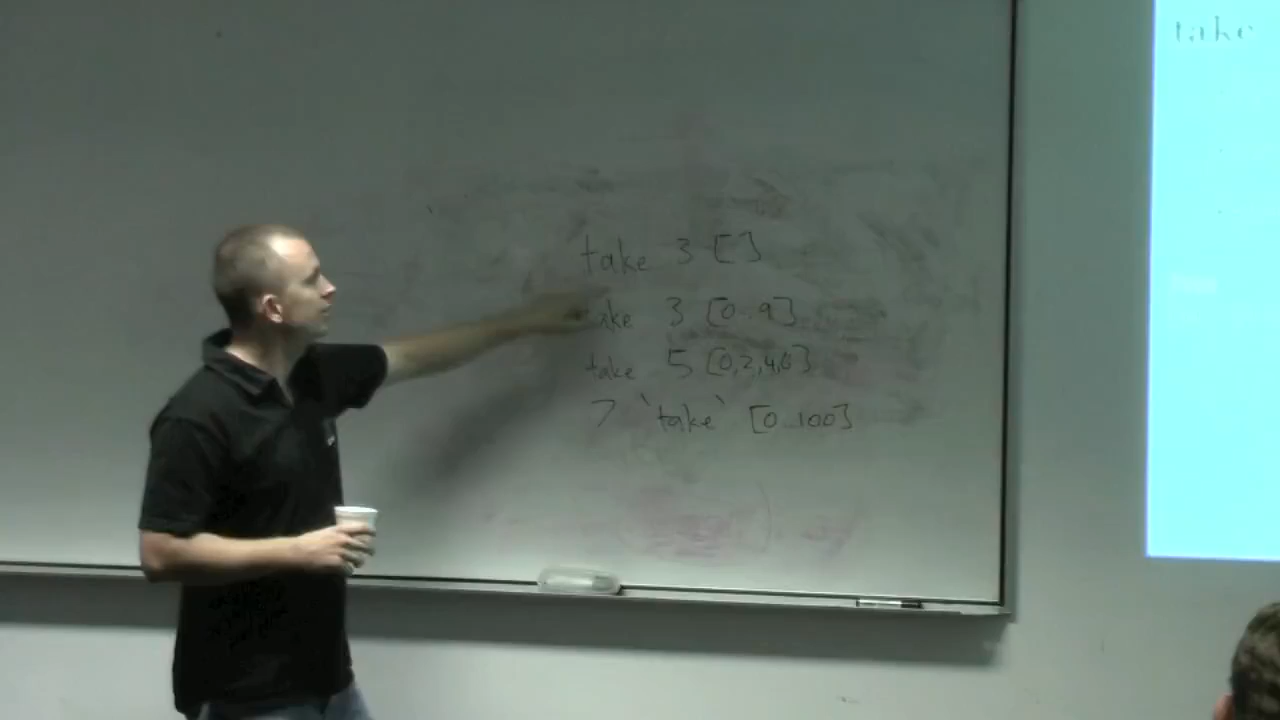 take 3 []
take 3 [0..9]
take 5 [0,2,4,6]
7 `take` [0..100]
take